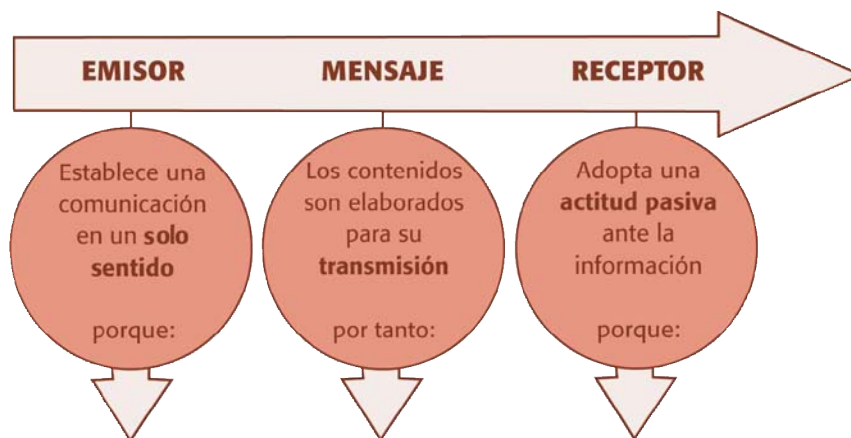 EMISOR MENSAJE RECEPTOR
Establece una
comunicación
en un solo
sentido
porque:
Los contenidos
son elaborados
para su
transmisión
por tanto:
Adopta una
actitud pasiva
ante la
información
porque: